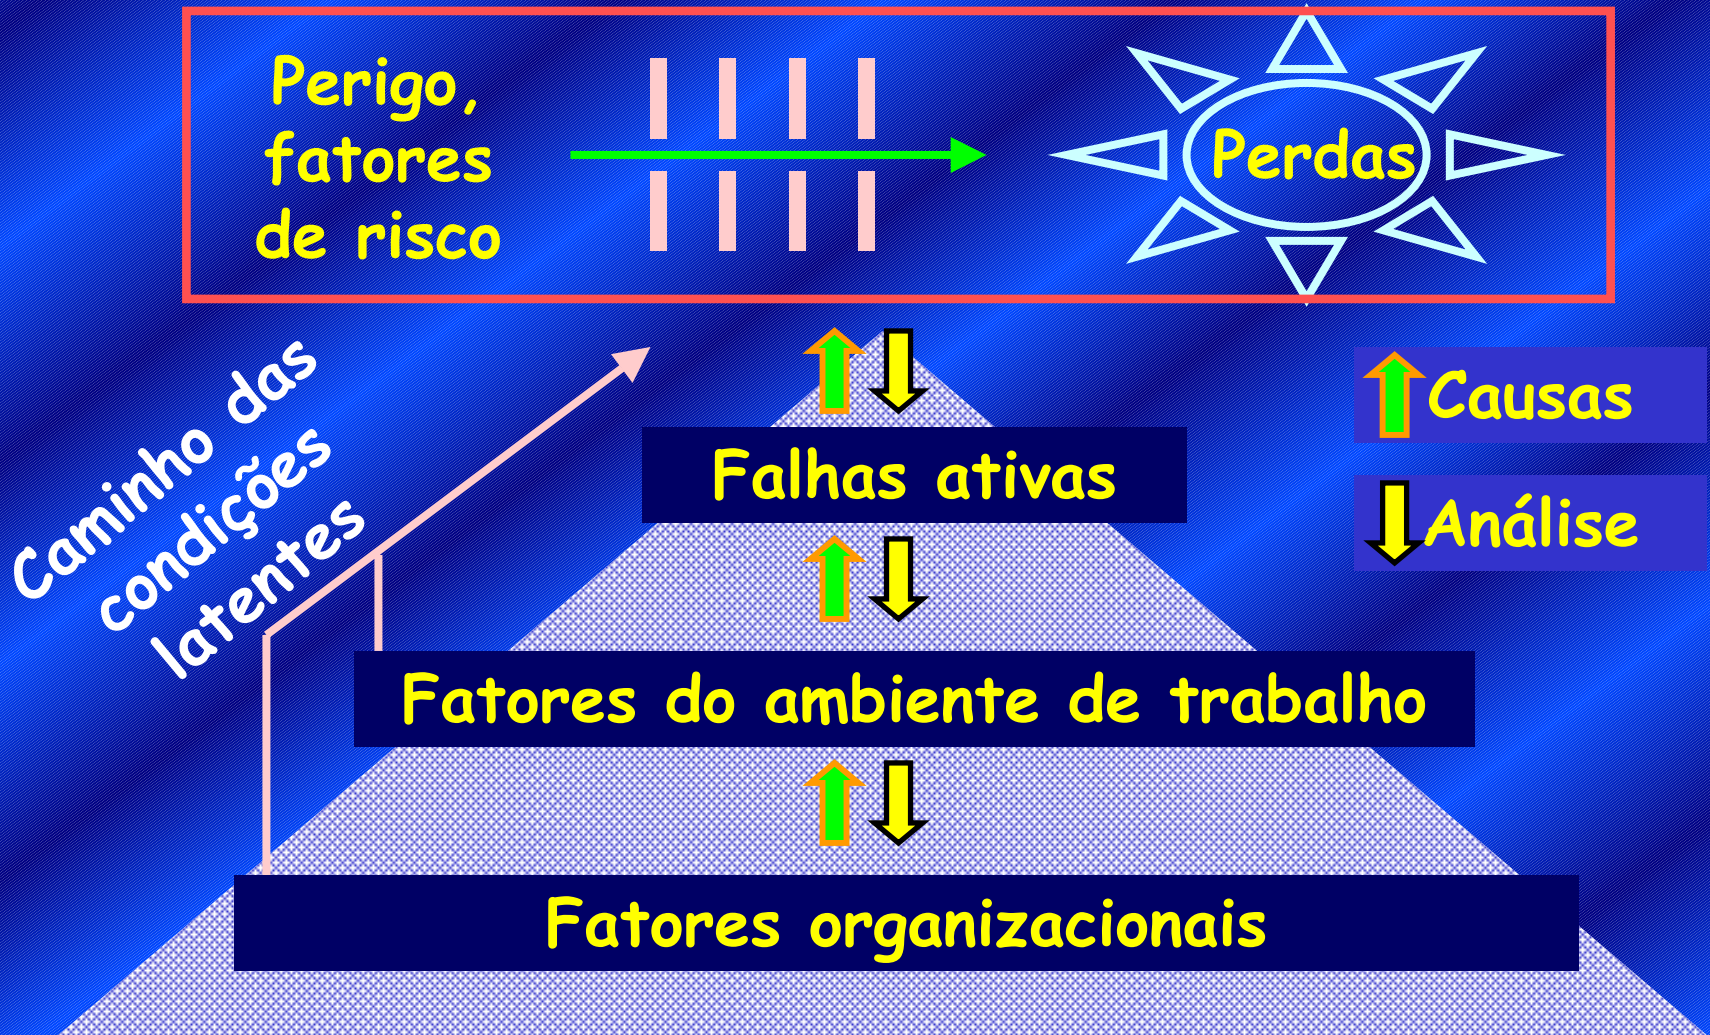 Perigo,
fatores
de risco
Perdas
Caminho das
condições
latentes
Causas
Análise
Falhas ativas
Fatores do ambiente de trabalho
Fatores organizacionais